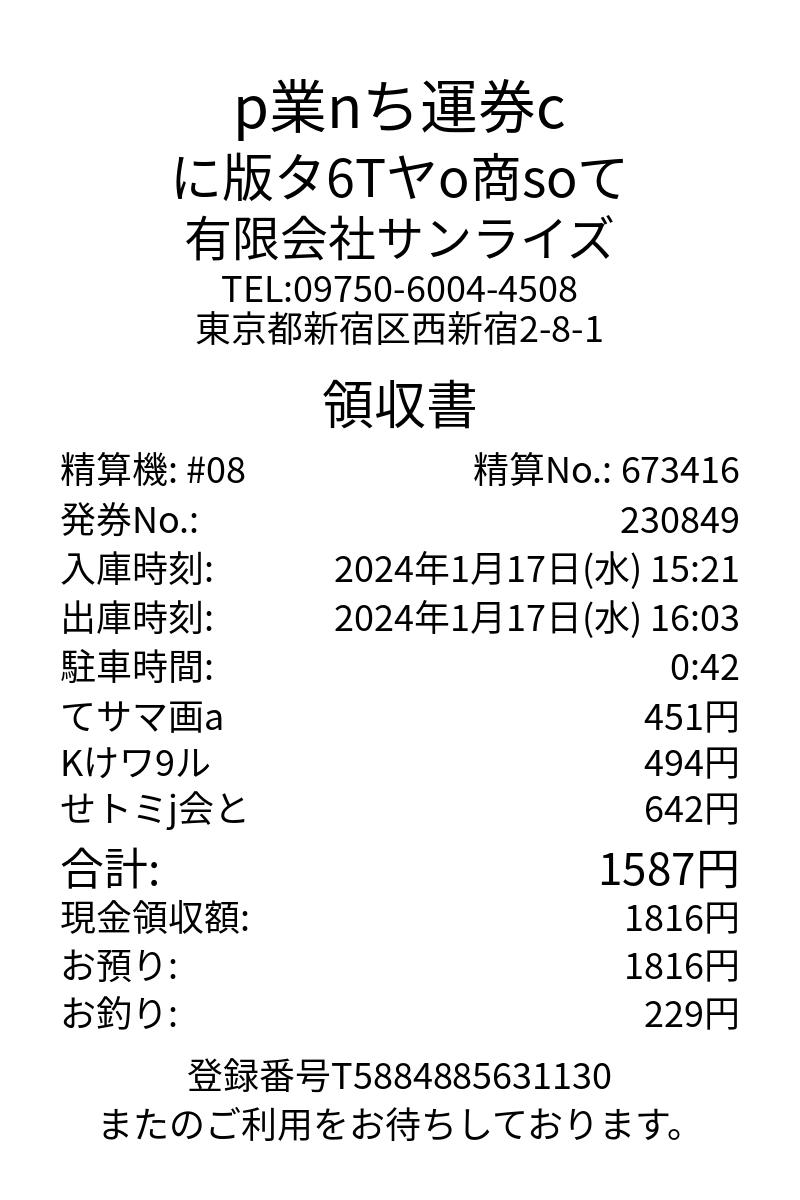 p業nち運券c
に版タ6Tヤo商soて
有限会社サンライズ
TEL:09750-6004-4508
東京都新宿区西新宿2-8-1
領収書
精算機: #08 精算No.: 673416
発券No.: 230849
入庫時刻: 2024年1月17日(水) 15:21
出庫時刻: 2024年1月17日(水) 16:03
駐車時間: 0:42
てサマ画a 451円
Kけワ9ル 494円
せトミj会と 642円
合計: 1587円
現金領収額: 1816円
お預り: 1816円
お釣り: 229円
登録番号T5884885631130
またのご利用をお待ちしております。